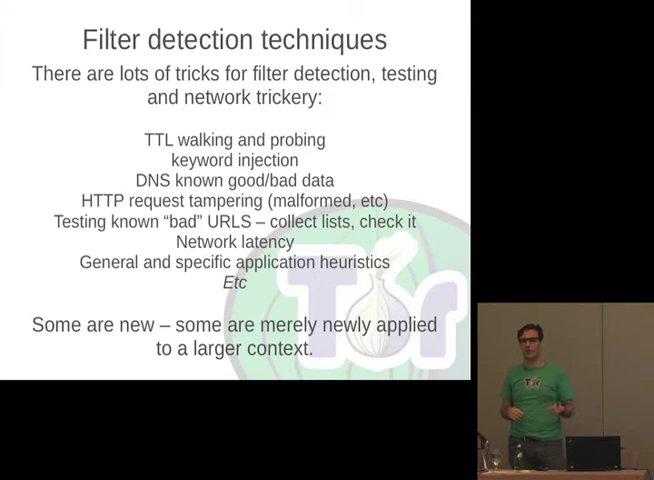 Filter detection techniques
There are lots of tricks for filter detection, testing
and network trickery:
TTL walking and probing
keyword injection
DNS known good/bad data
HTTP request tampering (malformed, etc)
Testing known “bad” URLS – collect lists, check it
Network latency
General and specific application heuristics
Etc
Some are new – some are merely newly applied
to a larger context.
Tor
Tor